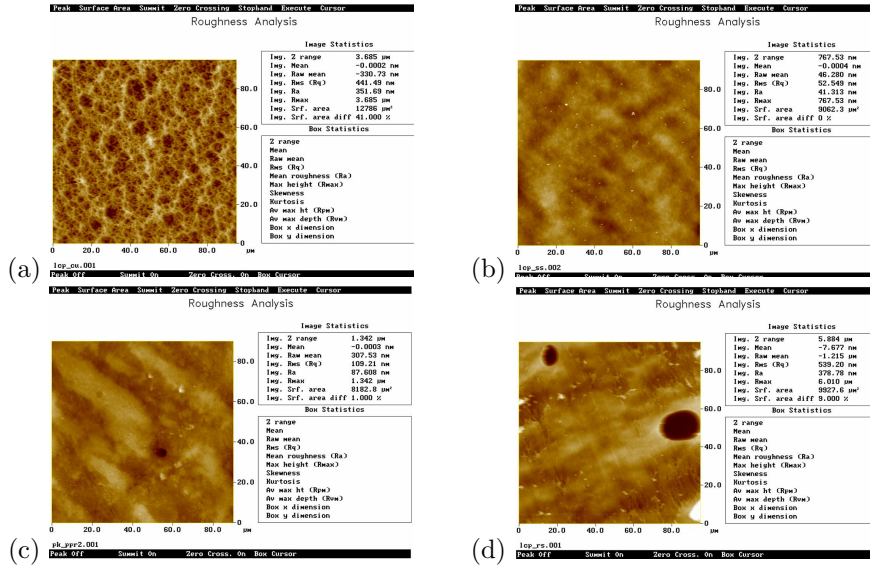 Peak Surface Area Summit Zero Crossing Stopband Execute Cursor
Roughness Analysis
Image Statistics
Img. Z range 3.685 µm
Img. Mean -0.0002 nm
Img. Raw mean -330.73 nm
Img. Rms (Rq) 441.49 nm
Img. Ra 351.69 nm
Img. Rmax 3.685 µm
Img. Srf. area 12786 µm²
Img. Srf. area diff 41.000 %
Box Statistics
Z range
Mean
Raw mean
Rms (Rq)
Mean roughness (Ra)
Max height (Rmax)
Skewness
Kurtosis
Av max ht (Rpm)
Av max depth (Rvm)
Box x dimension
Box y dimension
80.0
60.0
40.0
20.0
0
0 20.0 40.0 60.0 80.0 µm
lcp_cu.001
Peak Off Summit On Zero Crossing On Box Cursor
(a)
Peak Surface Area Summit Zero Crossing Stopband Execute Cursor
Roughness Analysis
Image Statistics
Img. Z range 767.53 nm
Img. Mean -0.0004 nm
Img. Raw mean 46.280 nm
Img. Rms (Rq) 52.549 nm
Img. Ra 41.313 nm
Img. Rmax 767.53 nm
Img. Srf. area 9062.3 µm²
Img. Srf. area diff 0 %
Box Statistics
Z range
Mean
Raw mean
Rms (Rq)
Mean roughness (Ra)
Max height (Rmax)
Skewness
Kurtosis
Av max ht (Rpm)
Av max depth (Rvm)
Box x dimension
Box y dimension
80.0
60.0
40.0
20.0
0
0 20.0 40.0 60.0 80.0 µm
lcp_ss.002
Peak Off Summit On Zero Cross. On Box Cursor
(b)
Peak Surface Area Summit Zero Crossing Stopband Execute Cursor
Roughness Analysis
Image Statistics
Img. Z range 1.342 µm
Img. Mean -0.0003 nm
Img. Raw mean 307.53 nm
Img. Rms (Rq) 109.21 nm
Img. Ra 87.608 nm
Img. Rmax 1.342 µm
Img. Srf. area 8182.8 µm²
Img. Srf. area diff 1.000 %
Box Statistics
Z range
Mean
Raw mean
Rms (Rq)
Mean roughness (Ra)
Max height (Rmax)
Skewness
Kurtosis
Av max ht (Rpm)
Av max depth (Rvm)
Box x dimension
Box y dimension
80.0
60.0
40.0
20.0
0
0 20.0 40.0 60.0 80.0 µm
pk_ppr2.001
Peak Off Summit On Zero Cross. On Box Cursor
(c)
Peak Surface Area Summit Zero Crossing Stopband Execute Cursor
Roughness Analysis
Image Statistics
Img. Z range 5.884 µm
Img. Mean -7.677 nm
Img. Raw mean -1.215 µm
Img. Rms (Rq) 539.20 nm
Img. Ra 378.78 nm
Img. Rmax 6.010 µm
Img. Srf. area 9927.6 µm²
Img. Srf. area diff 9.000 %
Box Statistics
Z range
Mean
Raw mean
Rms (Rq)
Mean roughness (Ra)
Max height (Rmax)
Skewness
Kurtosis
Av max ht (Rpm)
Av max depth (Rvm)
Box x dimension
Box y dimension
80.0
60.0
40.0
20.0
0
0 20.0 40.0 60.0 80.0 µm
lcp_rs.001
Peak Off Summit On Zero Cross. On Box Cursor
(d)